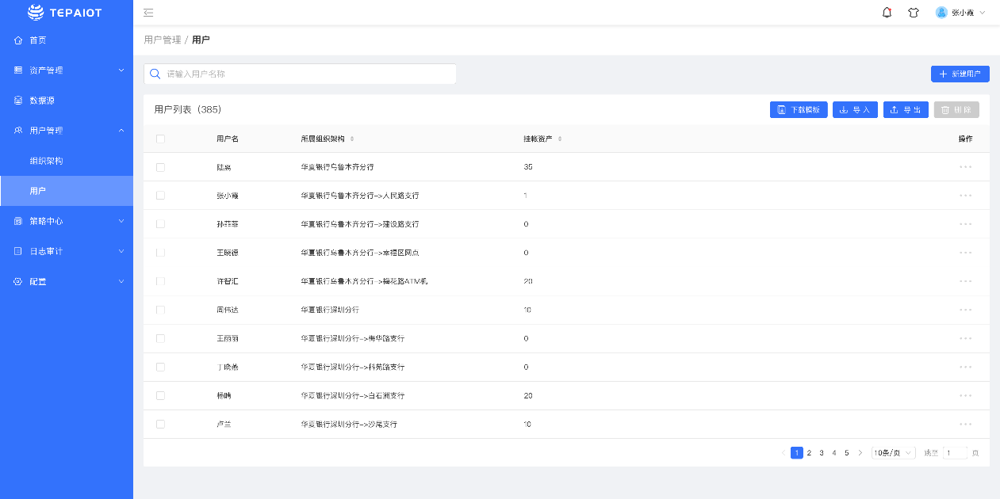 TEPAIOT
张小霞
首页
资产管理
数据源
用户管理
组织架构
用户
策略中心
日志审计
配置
用户管理 / 用户
请输入用户名称
新建用户
用户列表（385）
下载模板 导 入 导 出 删 除
用户名 所属组织架构 挂帐资产 操作
陆离 华夏银行乌鲁木齐分行 35
张小霞 华夏银行乌鲁木齐分行->人民路支行 1
孙菲菲 华夏银行乌鲁木齐分行->建设路支行 0
王晓德 华夏银行乌鲁木齐分行->幸福区网点 0
许智汇 华夏银行乌鲁木齐分行->梅花路ATM机 20
周伟达 华夏银行深圳分行 10
王丽丽 华夏银行深圳分行->梅华路支行 0
丁晓燕 华夏银行深圳分行->科苑路支行 0
杨晴 华夏银行深圳分行->白石洲支行 20
卢兰 华夏银行深圳分行->沙尾支行 10
1 2 3 4 5 10条/页 跳至 1 页